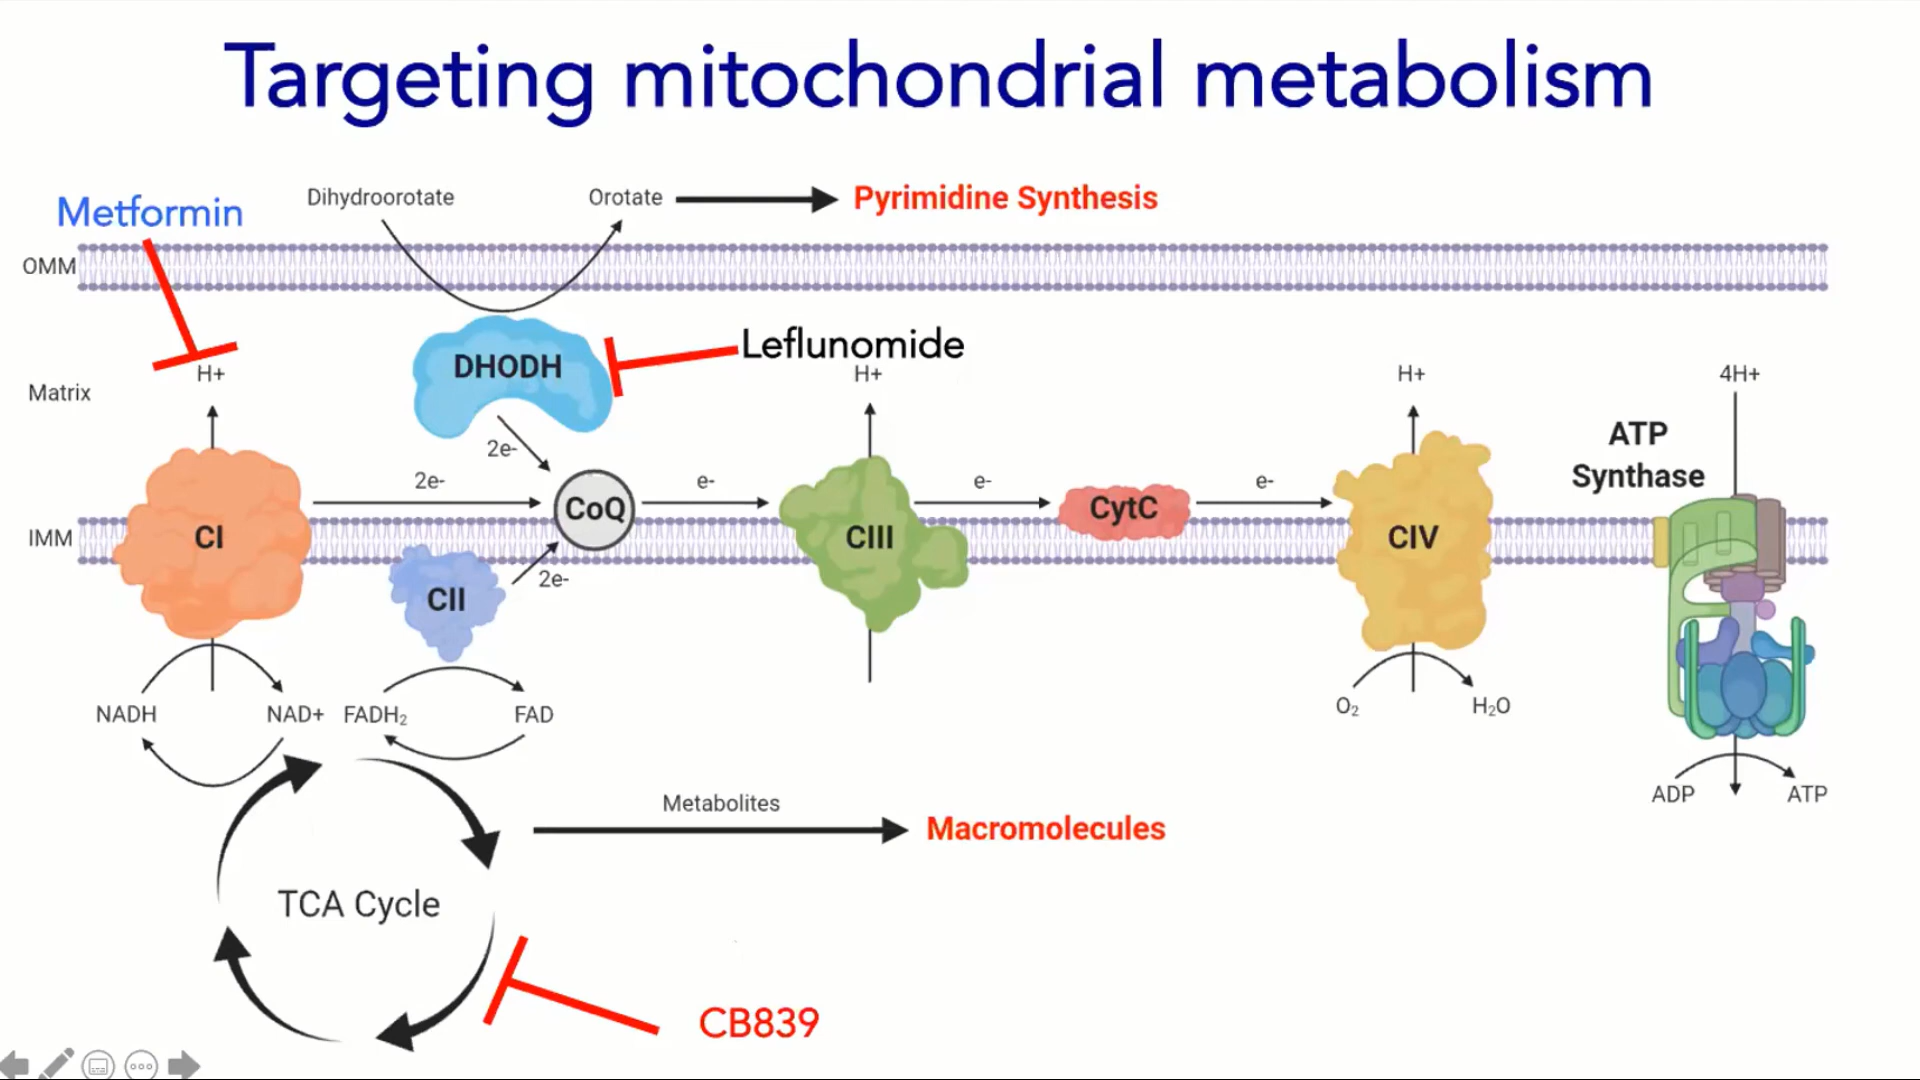 Targeting mitochondrial metabolism
Metformin
Dihydroorotate
Orotate
Pyrimidine Synthesis
OMM
DHODH
Leflunomide
H+
H+
H+
4H+
Matrix
ATP
Synthase
2e-
2e-
e-
e-
e-
CoQ
CytC
IMM
CI
CIII
CIV
2e-
CII
NADH
NAD+
FADH₂
FAD
O₂
H₂O
ADP
ATP
Metabolites
Macromolecules
TCA Cycle
CB839